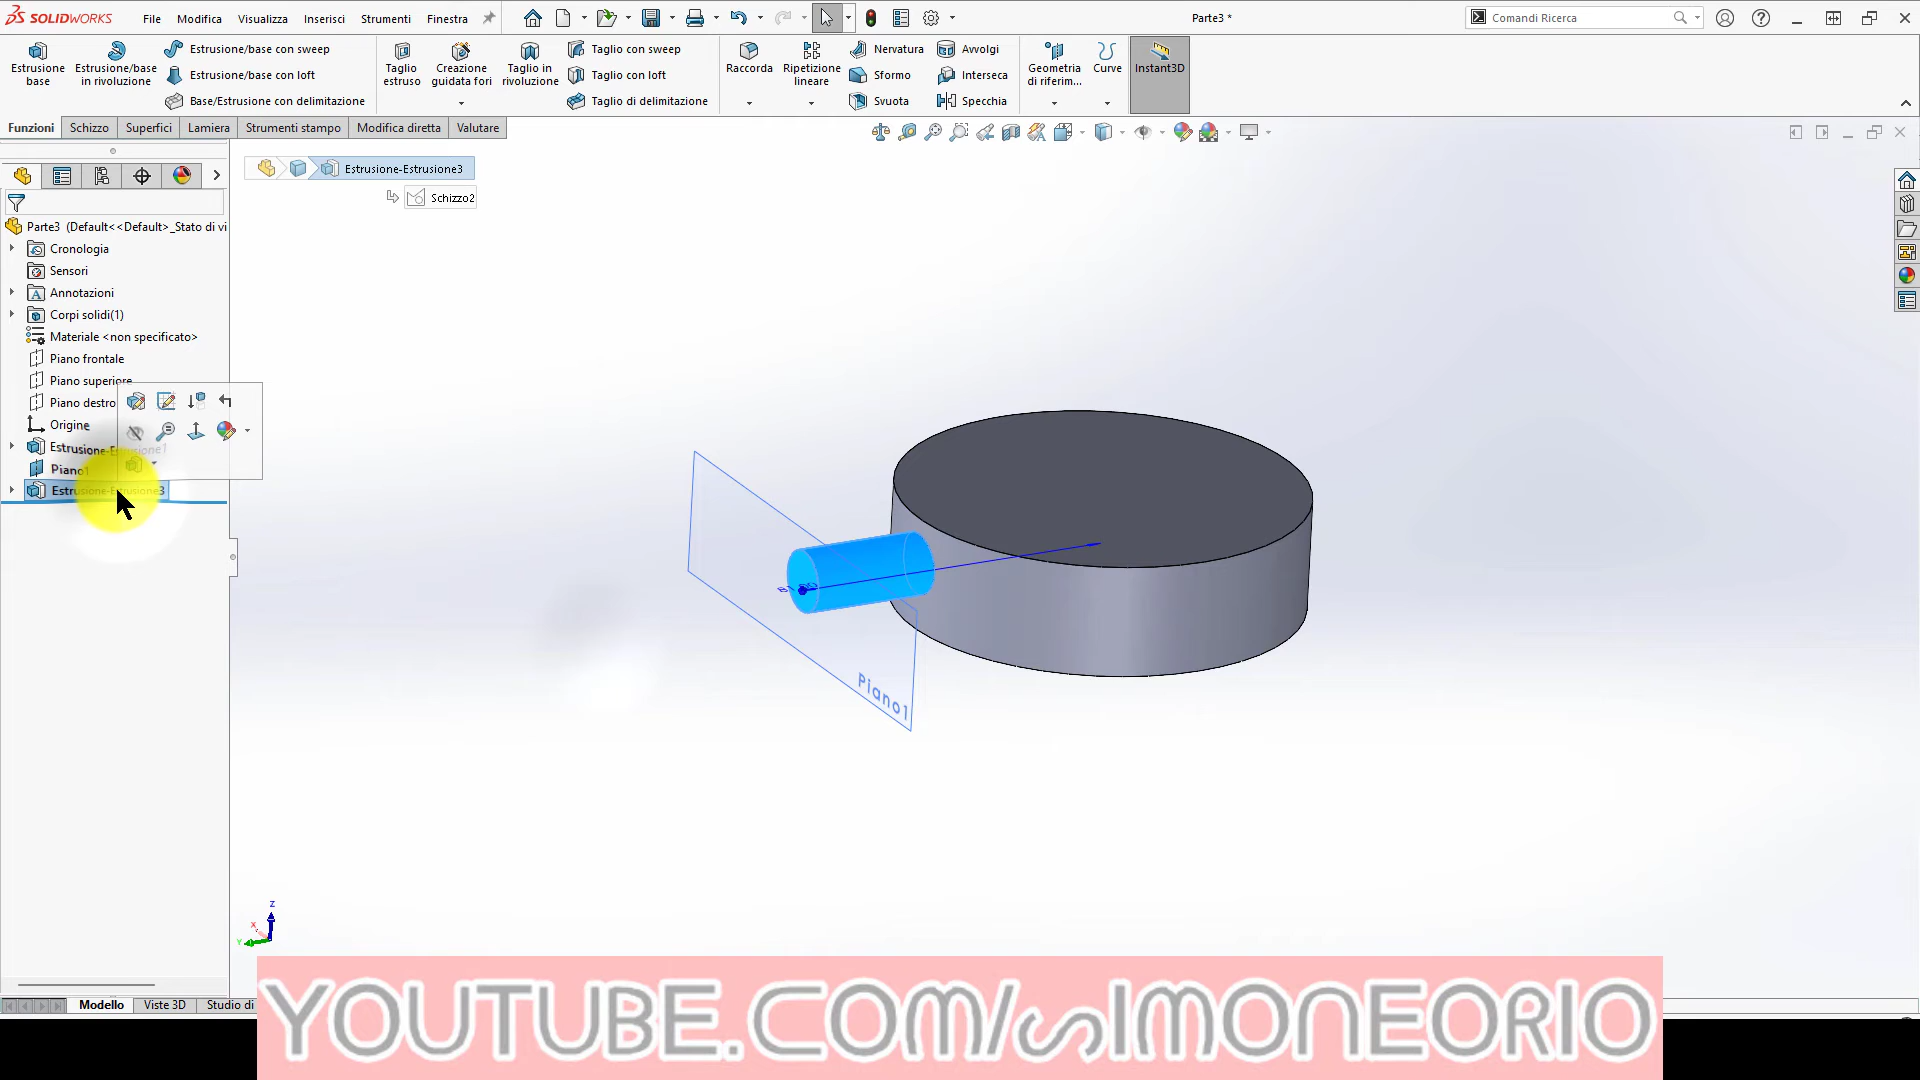 SOLIDWORKS
File
Modifica
Visualizza
Inserisci
Strumenti
Finestra
Parte3 *
Comandi Ricerca
Estrusione
base
Estrusione/base
in rivoluzione
Estrusione/base con sweep
Estrusione/base con loft
Base/Estrusione con delimitazione
Taglio
estruso
Creazione
guidata fori
Taglio in
rivoluzione
Taglio con sweep
Taglio con loft
Taglio di delimitazione
Raccorda
Ripetizione
lineare
Nervatura
Sformo
Svuota
Avvolgi
Interseca
Specchia
Geometria
di riferim...
Curve
Instant3D
Funzioni
Schizzo
Superfici
Lamiera
Strumenti stampo
Modifica diretta
Valutare
Estrusione-Estrusione3
Schizzo2
Parte3 (Default<<Default>_Stato di vi
Cronologia
Sensori
Annotazioni
Corpi solidi(1)
Materiale <non specificato>
Piano frontale
Piano superiore
Piano destro
Origine
Estrusione-Estrusione1
Piano1
Estrusione-Estrusione3
Piano1
Z
X
Y
Modello
Viste 3D
Studio di
YOUTUBE.COM/SIMONEORIO